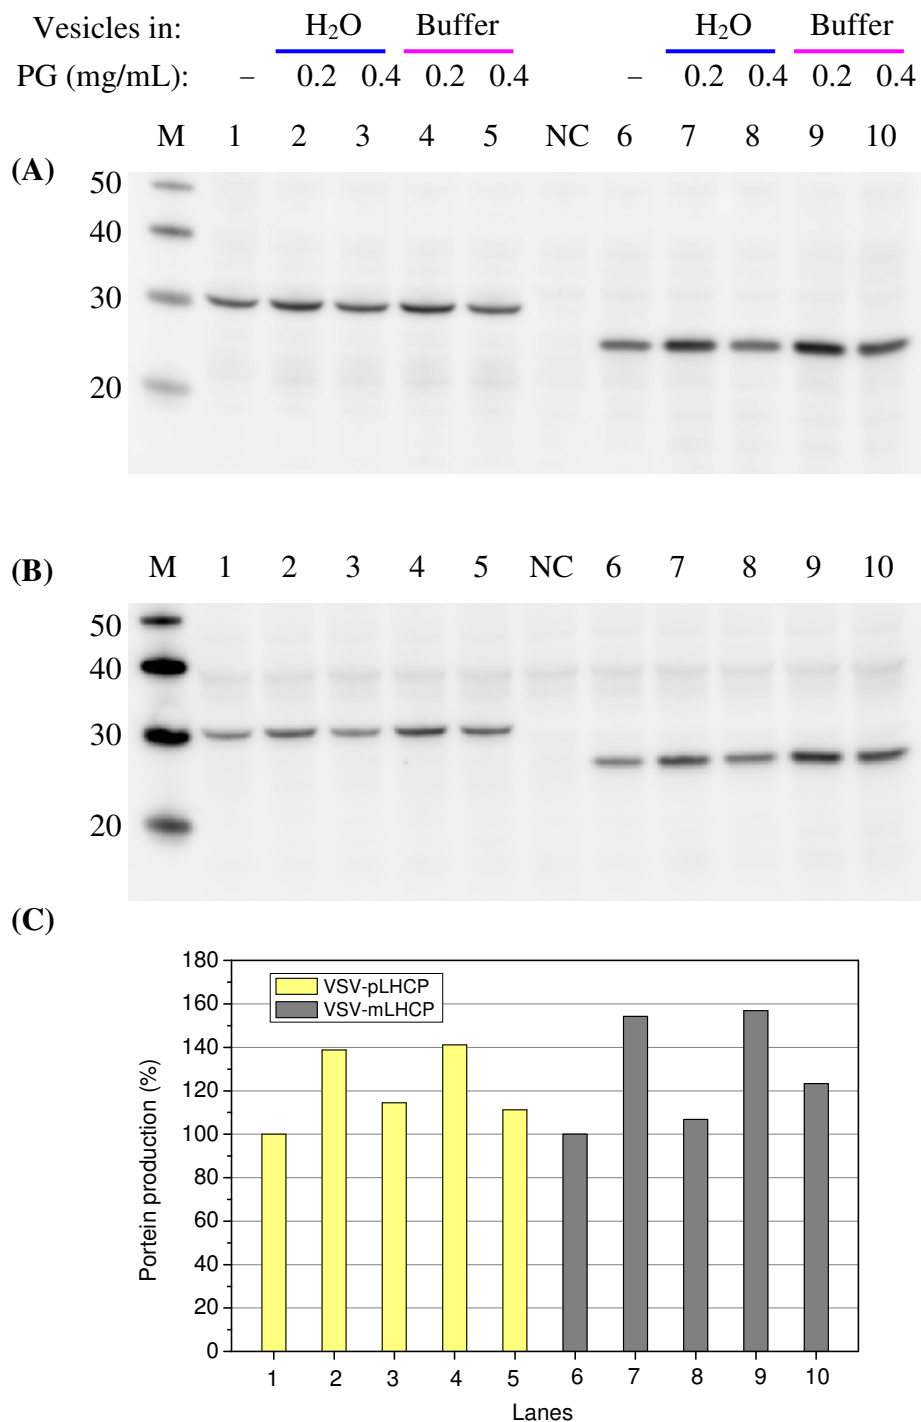 Vesicles in: H₂O Buffer H₂O Buffer
PG (mg/mL): – 0.2 0.4 0.2 0.4 – 0.2 0.4 0.2 0.4
M 1 2 3 4 5 NC 6 7 8 9 10
(A)
50
40
30
20
(B) M 1 2 3 4 5 NC 6 7 8 9 10
50
40
30
20
(C)
180
160
140
120
100
80
60
40
20
0
Portein production (%)
VSV-pLHCP
VSV-mLHCP
1 2 3 4 5 6 7 8 9 10
Lanes